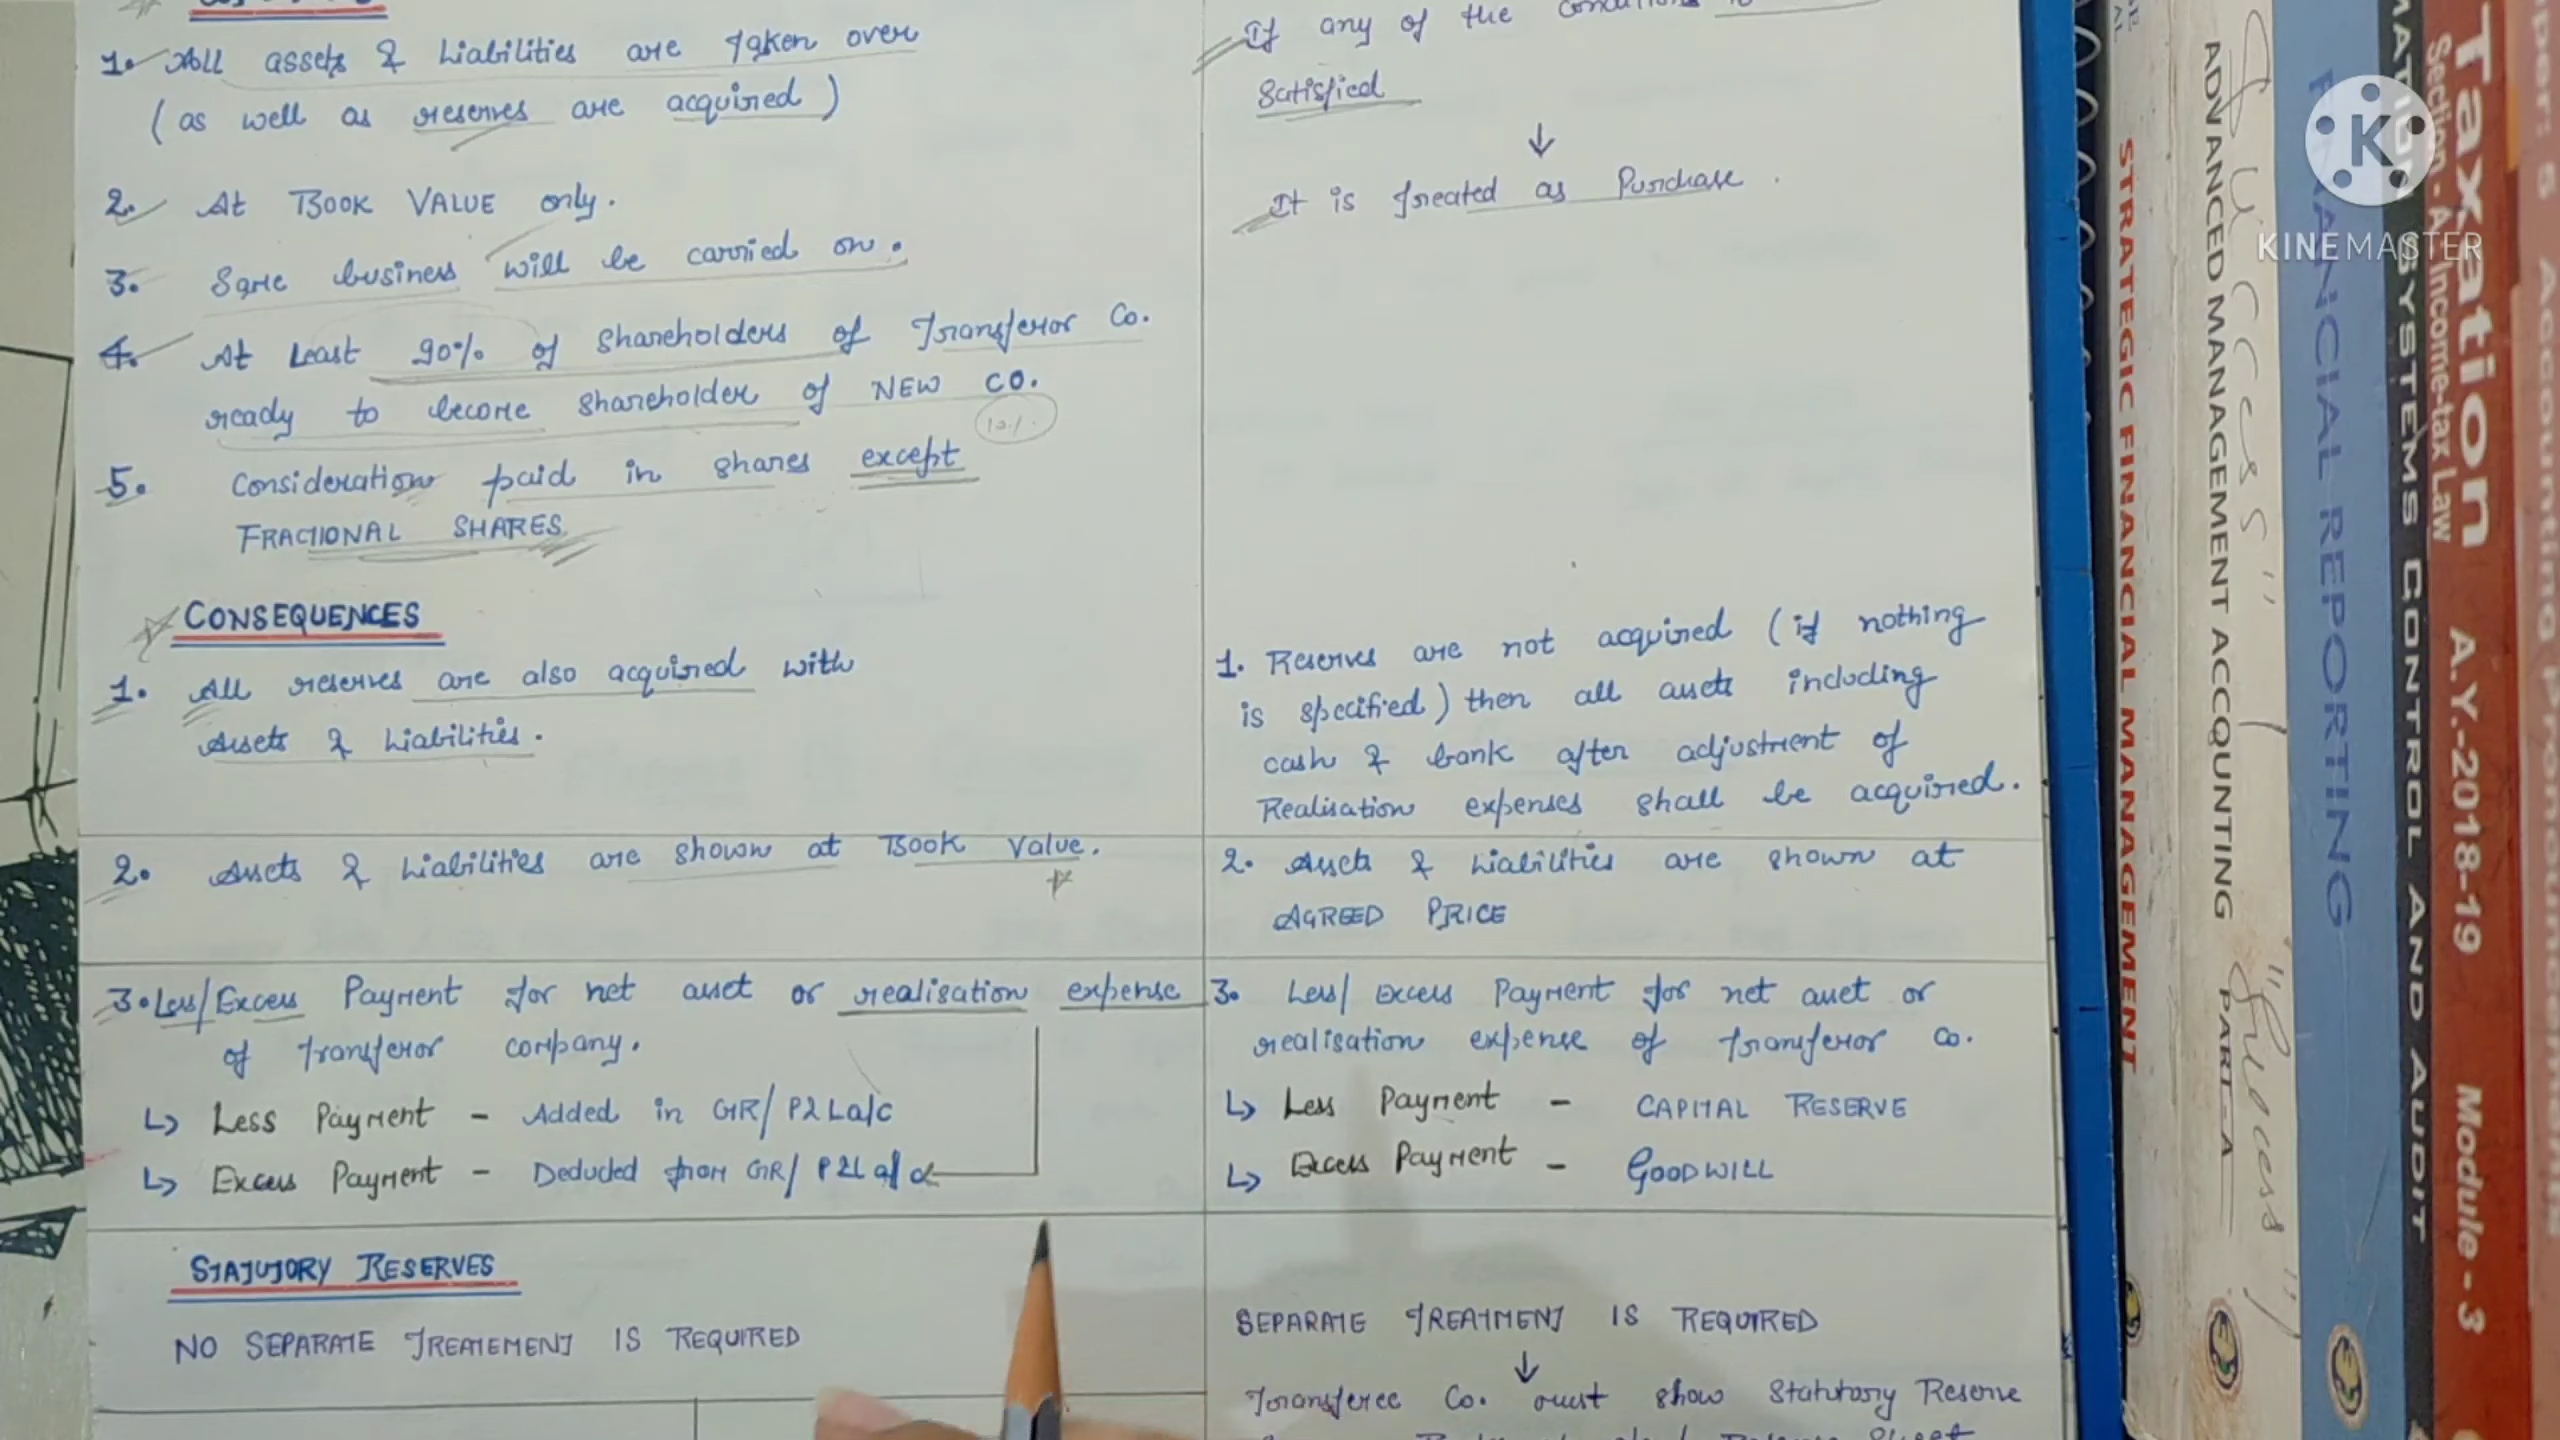 1. All assets & Liabilities are Taken over
(as well as reserves are acquired)
2. At BOOK VALUE only.
3. Same business will be carried on.
4. At Least 90% of Shareholders of Transferor Co.
ready to become shareholder of NEW CO.
10%
5. Consideration paid in shares except
FRACTIONAL SHARES
CONSEQUENCES
1. All reserves are also acquired with
Assets & Liabilities.
2. Assets & Liabilities are shown at Book Value.
3. Less/Excess Payment for net asset or realisation expense
of transferor company.
↳ Less Payment - Added in GR/P&L a/c
↳ Excess Payment - Deducted from GR/P&L a/c
STATUTORY RESERVES
NO SEPARATE TREATEMENT IS REQUIRED
If any of the
Satisfied
↓
It is treated as Purchase.
1. Reserves are not acquired (if nothing
is specified) then all assets including
cash & bank after adjustment of
Realisation expenses shall be acquired.
2. Assets & Liabilities are shown at
AGREED PRICE
3. Less/Excess Payment for net asset or
realisation expense of transferor co.
↳ Less Payment - CAPITAL RESERVE
↳ Excess Payment - GOODWILL
SEPARATE TREATMENT IS REQUIRED
↓
Transferee Co. must show Statutory Reserve
STRATEGIC FINANCIAL MANAGEMENT
ADVANCED MANAGEMENT ACCOUNTING PART-A
Success
"Success"
FINANCIAL REPORTING
SYSTEMS CONTROL AND AUDIT
Taxation
Section-A: Income-tax Law
A.Y.-2018-19 Module-3
K
KINEMASTER